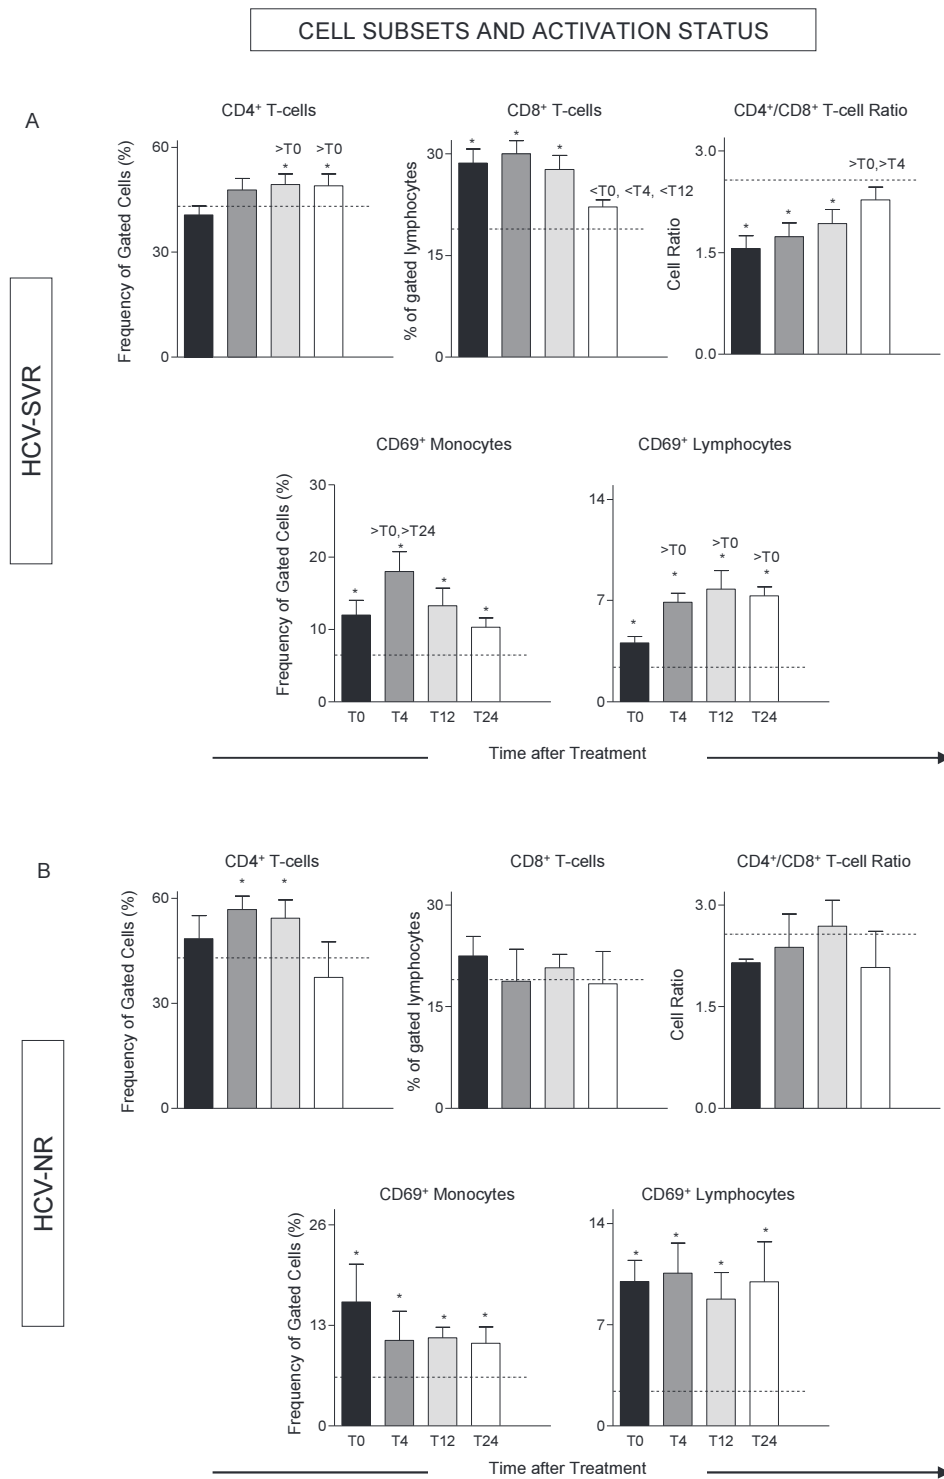 CELL SUBSETS AND ACTIVATION STATUS
A
HCV-SVR
CD4⁺ T-cells
Frequency of Gated Cells (%)
60
30
0
>T0 >T0
* *
CD8⁺ T-cells
% of gated lymphocytes
30
15
0
* * *
<T0, <T4, <T12
CD4⁺/CD8⁺ T-cell Ratio
Cell Ratio
3.0
1.5
0.0
* * *
>T0,>T4
CD69⁺ Monocytes
Frequency of Gated Cells (%)
30
20
10
0
>T0,>T24
* * * *
T0 T4 T12 T24
CD69⁺ Lymphocytes
14
7
0
>T0 >T0 >T0
* * * *
T0 T4 T12 T24
Time after Treatment
B
HCV-NR
CD4⁺ T-cells
Frequency of Gated Cells (%)
60
30
0
* *
CD8⁺ T-cells
% of gated lymphocytes
30
15
0
CD4⁺/CD8⁺ T-cell Ratio
Cell Ratio
3.0
1.5
0.0
CD69⁺ Monocytes
Frequency of Gated Cells (%)
26
13
0
* * * *
T0 T4 T12 T24
CD69⁺ Lymphocytes
14
7
0
* * * *
T0 T4 T12 T24
Time after Treatment